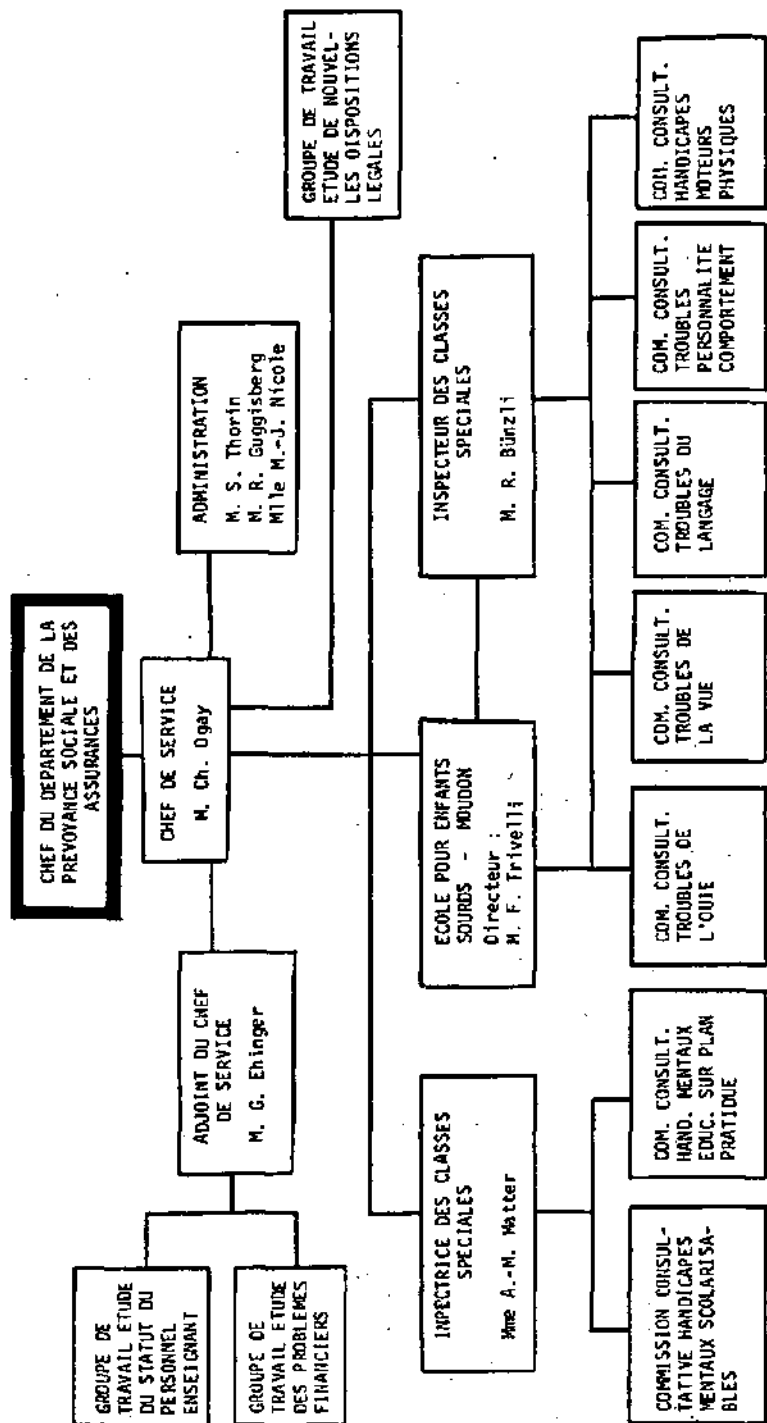 CHEF DU DEPARTEMENT DE LA
PREVOYANCE SOCIALE ET DES
ASSURANCES
CHEF DE SERVICE
M. Ch. Ogay
ADMINISTRATION
M. S. Thorin
M. R. Guggisberg
Mlle M.-J. Nicole
GROUPE DE TRAVAIL
ETUDE DE NOUVEL-
LES DISPOSITIONS
LEGALES
ADJOINT DU CHEF
DE SERVICE
M. G. Ehinger
GROUPE DE
TRAVAIL ETUDE
DU STATUT DU
PERSONNEL
ENSEIGNANT
GROUPE DE
TRAVAIL ETUDE
DES PROBLEMES
FINANCIERS
INPECTRICE DES CLASSES
SPECIALES
Mme A.-M. Matter
ECOLE POUR ENFANTS
SOURDS - MOUDON
Directeur :
M. F. Trivelli
INSPECTEUR DES CLASSES
SPECIALES
M. R. Bünzli
COMMISSION CONSUL-
TATIVE HANDICAPES
MENTAUX SCOLARISA-
BLES
COM. CONSULT.
HAND. MENTAUX
EDUC. SUR PLAN
PRATIQUE
COM. CONSULT.
TROUBLES DE
L'OUIE
COM. CONSULT.
TROUBLES DE
LA VUE
COM. CONSULT.
TROUBLES DU
LANGAGE
COM. CONSULT.
TROUBLES
PERSONNALITE
COMPORTEMENT
COM. CONSULT.
HANDICAPES
MOTEURS
PHYSIQUES